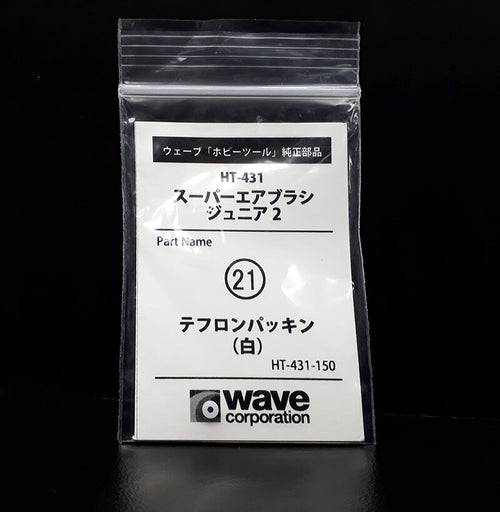 ウェーブ「ホビーツール」純正部品
HT-431
スーパーエアブラシ
ジュニア2
Part Name
21
テフロンパッキン
（白）
HT-431-150
wave
corporation